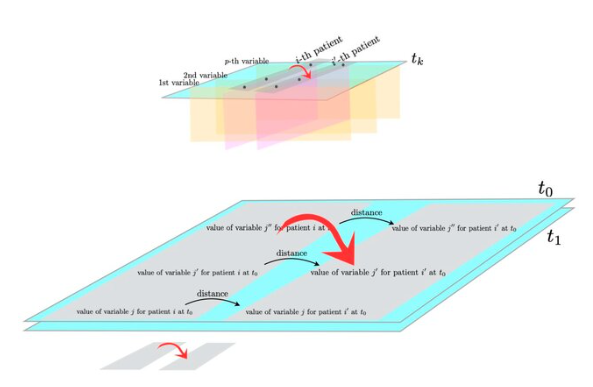 i-th patient
i′-th patient
p-th variable
t_k
2nd variable
1st variable
t_0
distance
value of variable j″ for patient i at t
value of variable j″ for patient i′ at t_0
t_1
distance
value of variable j′ for patient i at t_0
value of variable j′ for patient i′ at t_0
distance
value of variable j for patient i at t_0
value of variable j for patient i′ at t_0